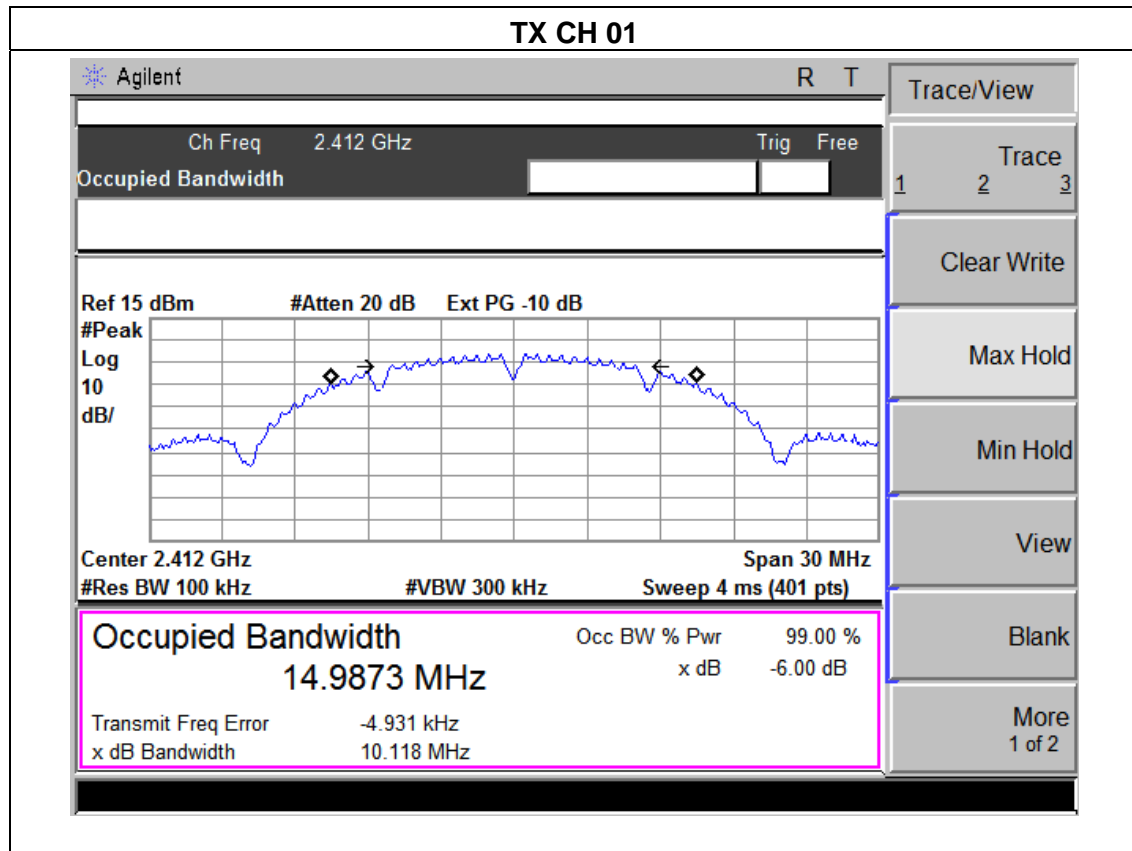 TX CH 01
Agilent R T
Trace/View
Ch Freq 2.412 GHz Trig Free
Occupied Bandwidth
Trace
1 2 3
Clear Write
Ref 15 dBm #Atten 20 dB Ext PG -10 dB
#Peak
Log
10
dB/
Max Hold
Min Hold
View
Center 2.412 GHz Span 30 MHz
#Res BW 100 kHz #VBW 300 kHz Sweep 4 ms (401 pts)
Occupied Bandwidth Occ BW % Pwr 99.00 %
14.9873 MHz x dB -6.00 dB
Blank
Transmit Freq Error -4.931 kHz
x dB Bandwidth 10.118 MHz
More
1 of 2